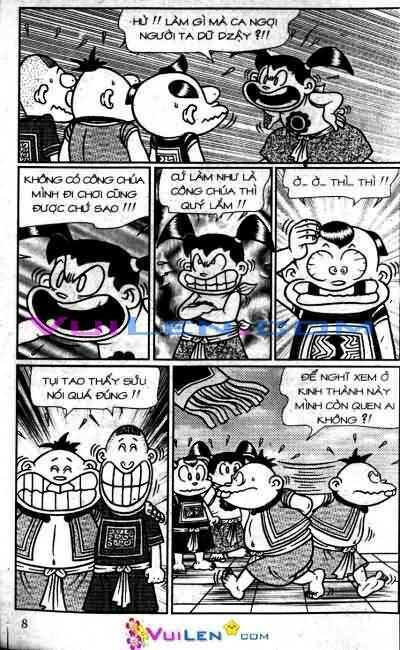 HỬ !! LÀM GÌ MÀ CA NGỢI
NGƯỜI TA DỮ DZẬY ?!!
KHÔNG CÓ CÔNG CHÚA
MÌNH ĐI CHƠI CŨNG
ĐƯỢC CHỨ SAO !!!
CỨ LÀM NHƯ LÀ
CÔNG CHÚA THÌ
QUÝ LẮM !!
Ờ.. Ờ.. THÌ... THÌ !!
VUILEN.COM
TỤI TAO THẤY SỬU
NÓI QUÁ ĐÚNG !!
ĐỂ NGHĨ XEM Ở
KINH THÀNH NÀY
MÌNH CÒN QUEN AI
KHÔNG ?!
8
VUILEN.COM